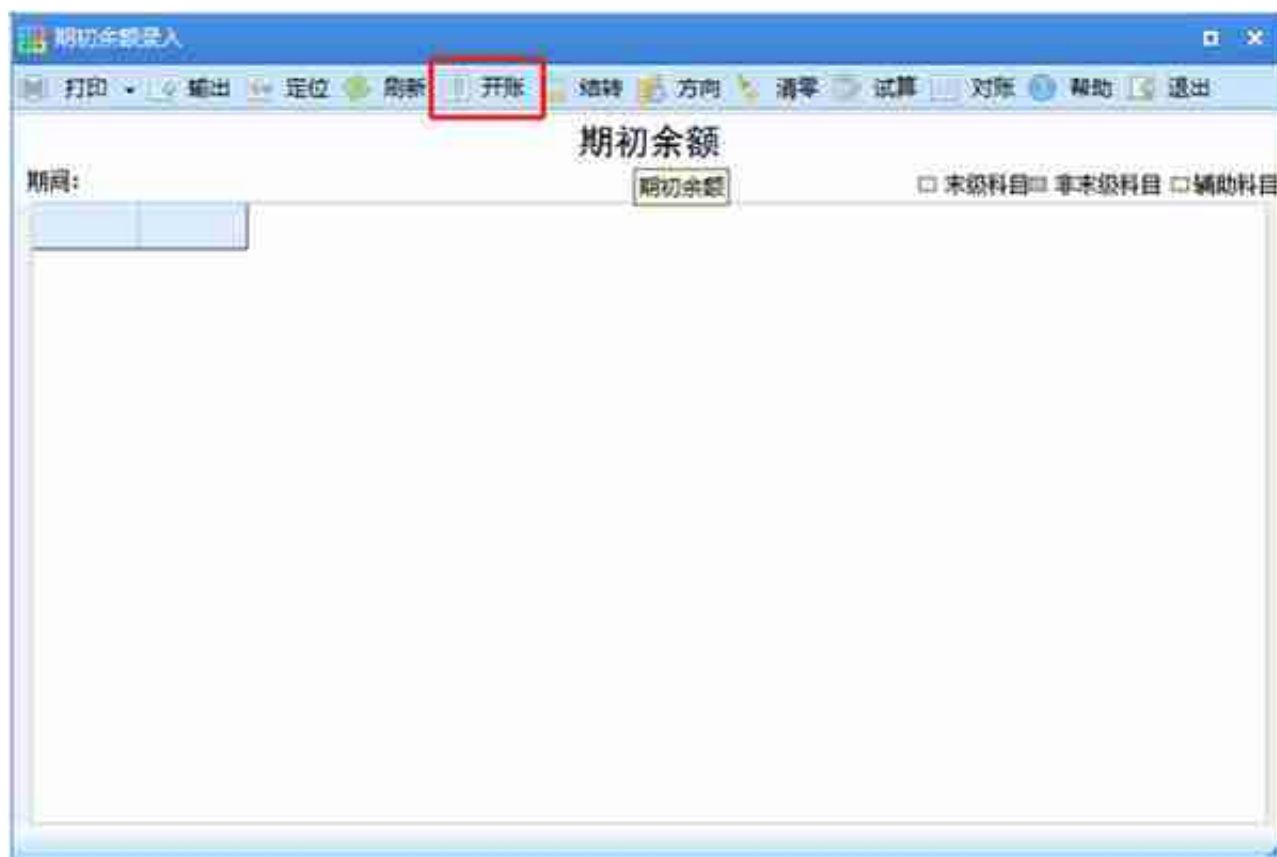 期初余额录入
打印 输出 定位 刷新 开账 结转 方向 清零 试算 对账 帮助 退出
期初余额
期间: 期初余额 末级科目 非末级科目 辅助科目